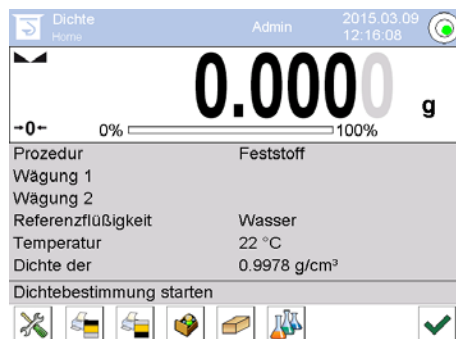 Dichte
Home
Admin
2015.03.09
12:16:08
0.0000 g
→0←
0% 100%
Prozedur Feststoff
Wägung 1
Wägung 2
Referenzflüßigkeit Wasser
Temperatur 22 °C
Dichte der 0.9978 g/cm³
Dichtebestimmung starten